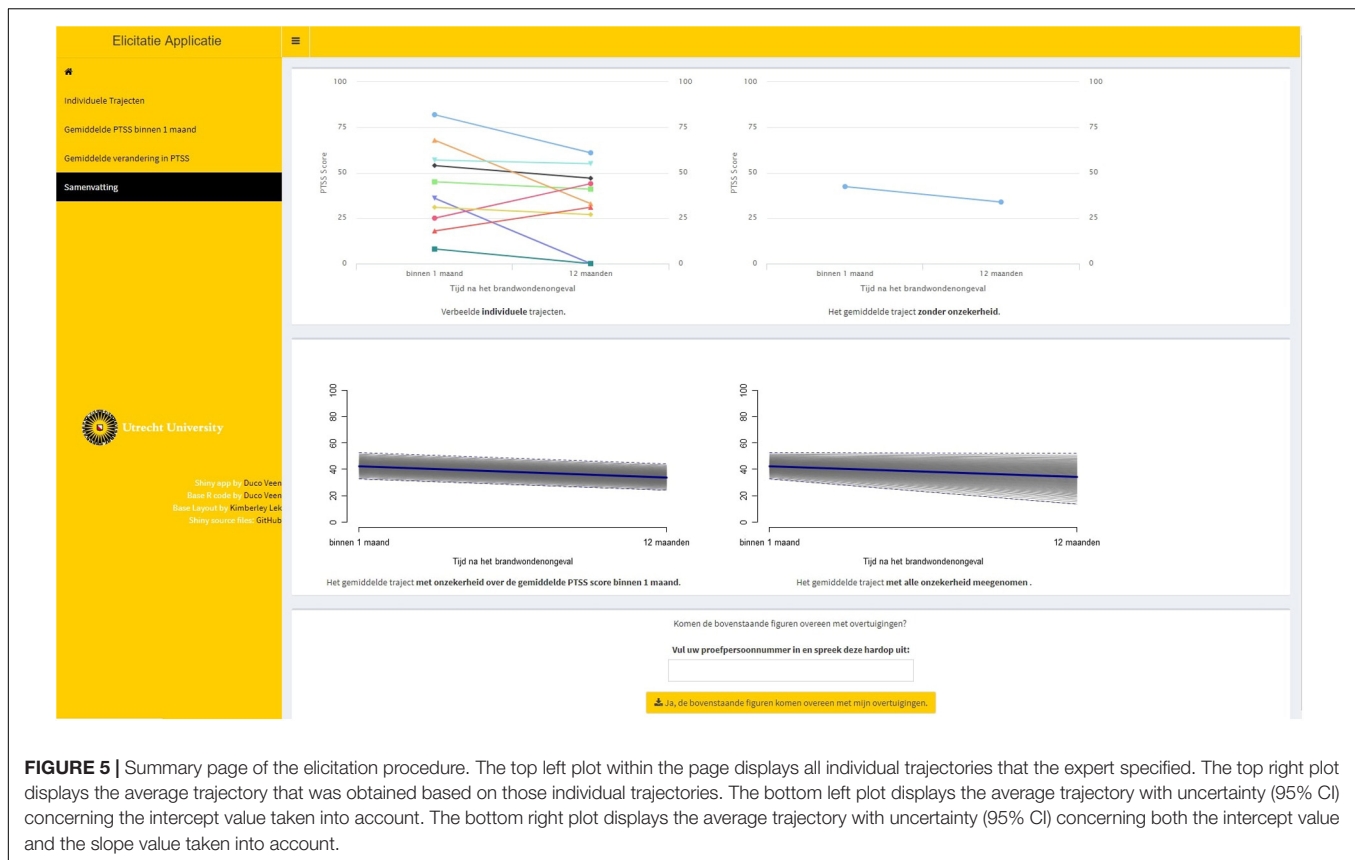 Elicitatie Applicatie
Individuele Trajecten
Gemiddelde PTSS binnen 1 maand
Gemiddelde verandering in PTSS
Samenvatting
Utrecht University
Shiny app by Duco Veen
Base R code by Duco Veen
Base Layout by Kimberley Lek
Shiny source files: GitHub
100
75
50
25
0
PTSS Score
100
75
50
25
0
binnen 1 maand
12 maanden
Tijd na het brandwondenongeval
Verbeelde individuele trajecten.
100
75
50
25
0
PTSS Score
100
75
50
25
0
binnen 1 maand
12 maanden
Tijd na het brandwondenongeval
Het gemiddelde traject zonder onzekerheid.
100
80
60
40
20
0
binnen 1 maand
12 maanden
Tijd na het brandwondenongeval
Het gemiddelde traject met onzekerheid over de gemiddelde PTSS score binnen 1 maand.
100
80
60
40
20
0
binnen 1 maand
12 maanden
Tijd na het brandwondenongeval
Het gemiddelde traject met alle onzekerheid meegenomen .
Komen de bovenstaande figuren overeen met overtuigingen?
Vul uw proefpersoonnummer in en spreek deze hardop uit:
Ja, de bovenstaande figuren komen overeen met mijn overtuigingen.
FIGURE 5 | Summary page of the elicitation procedure. The top left plot within the page displays all individual trajectories that the expert specified. The top right plot
displays the average trajectory that was obtained based on those individual trajectories. The bottom left plot displays the average trajectory with uncertainty (95% CI)
concerning the intercept value taken into account. The bottom right plot displays the average trajectory with uncertainty (95% CI) concerning both the intercept value
and the slope value taken into account.